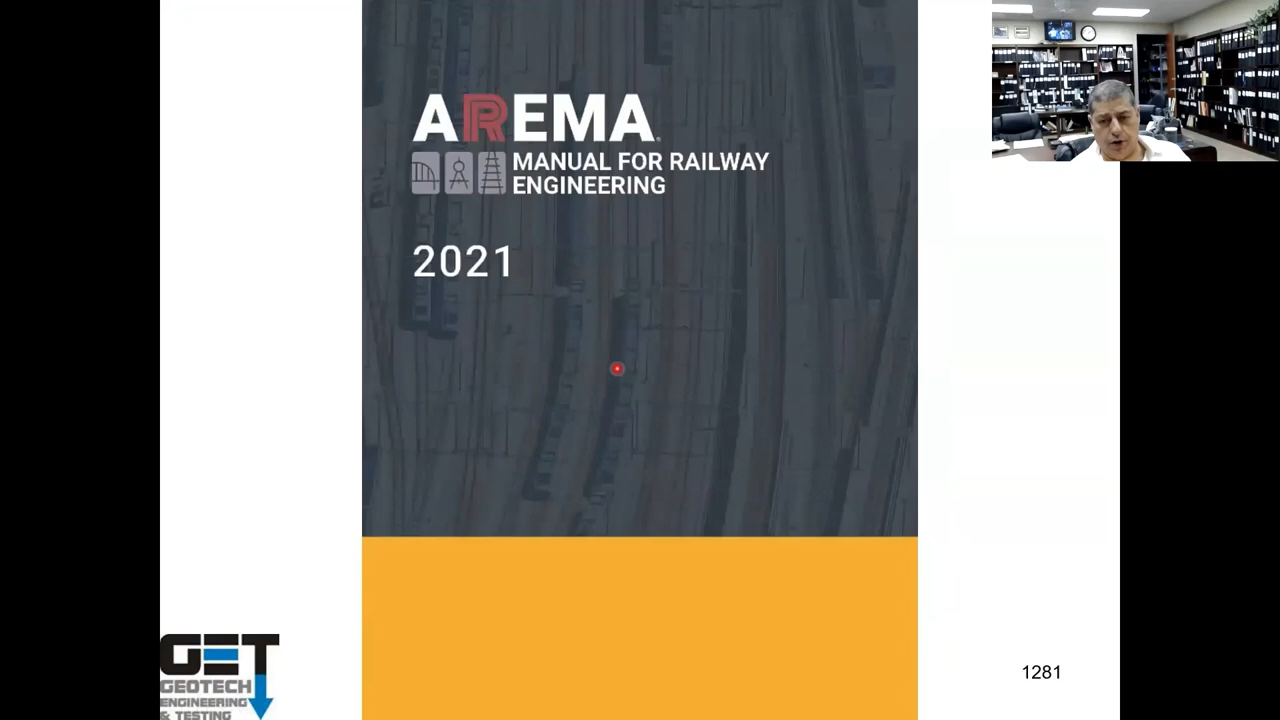 AREMA
MANUAL FOR RAILWAY
ENGINEERING
2021
GET
GEOTECH
ENGINEERING
& TESTING
1281